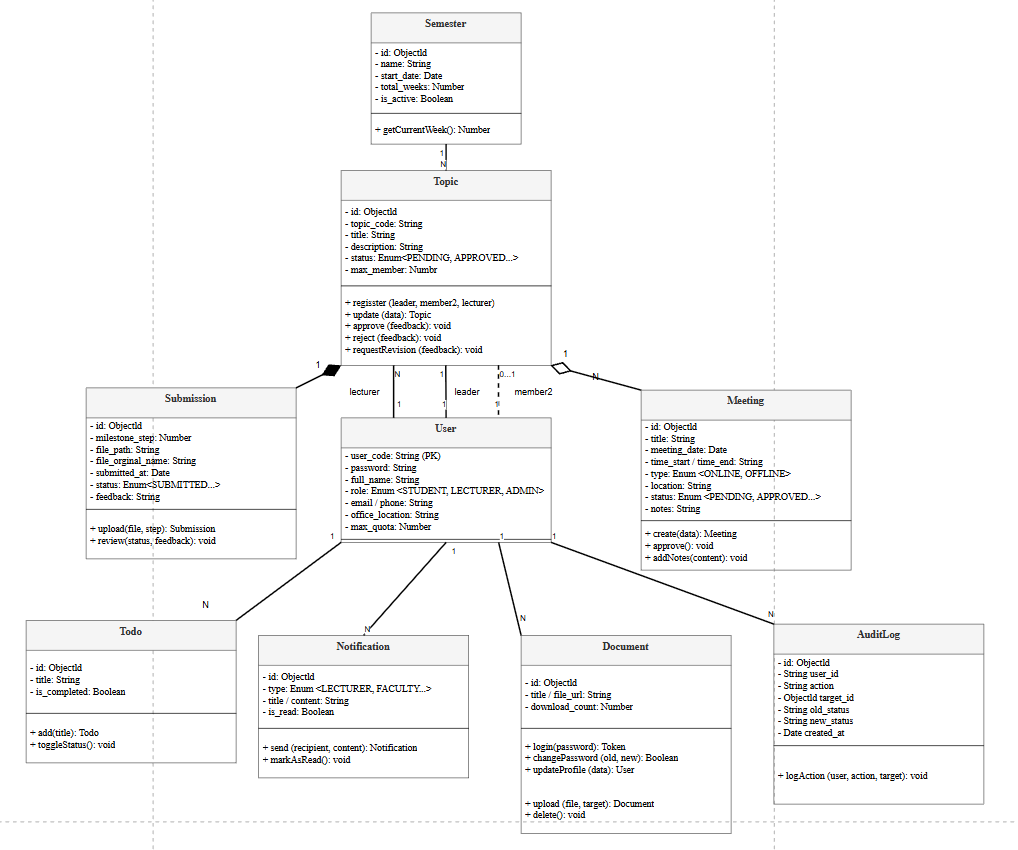 Semester
- id: ObjectId
- name: String
- start_date: Date
- total_weeks: Number
- is_active: Boolean
+ getCurrentWeek(): Number
1
N
Topic
- id: ObjectId
- topic_code: String
- title: String
- description: String
- status: Enum<PENDING, APPROVED...>
- max_member: Numbr
+ regisster (leader, member2, lecturer)
+ update (data): Topic
+ approve (feedback): void
+ reject (feedback): void
+ requestRevision (feedback): void
1
N
lecturer
1
1
leader
1
0...1
member2
1
1
N
Submission
- id: ObjectId
- milestone_step: Number
- file_path: String
- file_orginal_name: String
- submitted_at: Date
- status: Enum<SUBMITTED...>
- feedback: String
+ upload(file, step): Submission
+ review(status, feedback): void
User
- user_code: String (PK)
- password: String
- full_name: String
- role: Enum <STUDENT, LECTURER, ADMIN>
- email / phone: String
- office_location: String
- max_quota: Number
Meeting
- id: ObjectId
- title: String
- meeting_date: Date
- time_start / time_end: String
- type: Enum <ONLINE, OFFLINE>
- location: String
- status: Enum <PENDING, APPROVED...>
- notes: String
+ create(data): Meeting
+ approve(): void
+ addNotes(content): void
1
1
1
1
N
N
N
N
Todo
- id: ObjectId
- title: String
- is_completed: Boolean
+ add(title): Todo
+ toggleStatus(): void
Notification
- id: ObjectId
- type: Enum <LECTURER, FACULTY...>
- title / content: String
- is_read: Boolean
+ send (recipient, content): Notification
+ markAsRead(): void
Document
- id: ObjectId
- title / file_url: String
- download_count: Number
+ login(password): Token
+ changePassword (old, new): Boolean
+ updateProfile (data): User
+ upload (file, target): Document
+ delete(): void
AuditLog
- id: ObjectId
- String user_id
- String action
- ObjectId target_id
- String old_status
- String new_status
- Date created_at
+ logAction (user, action, target): void